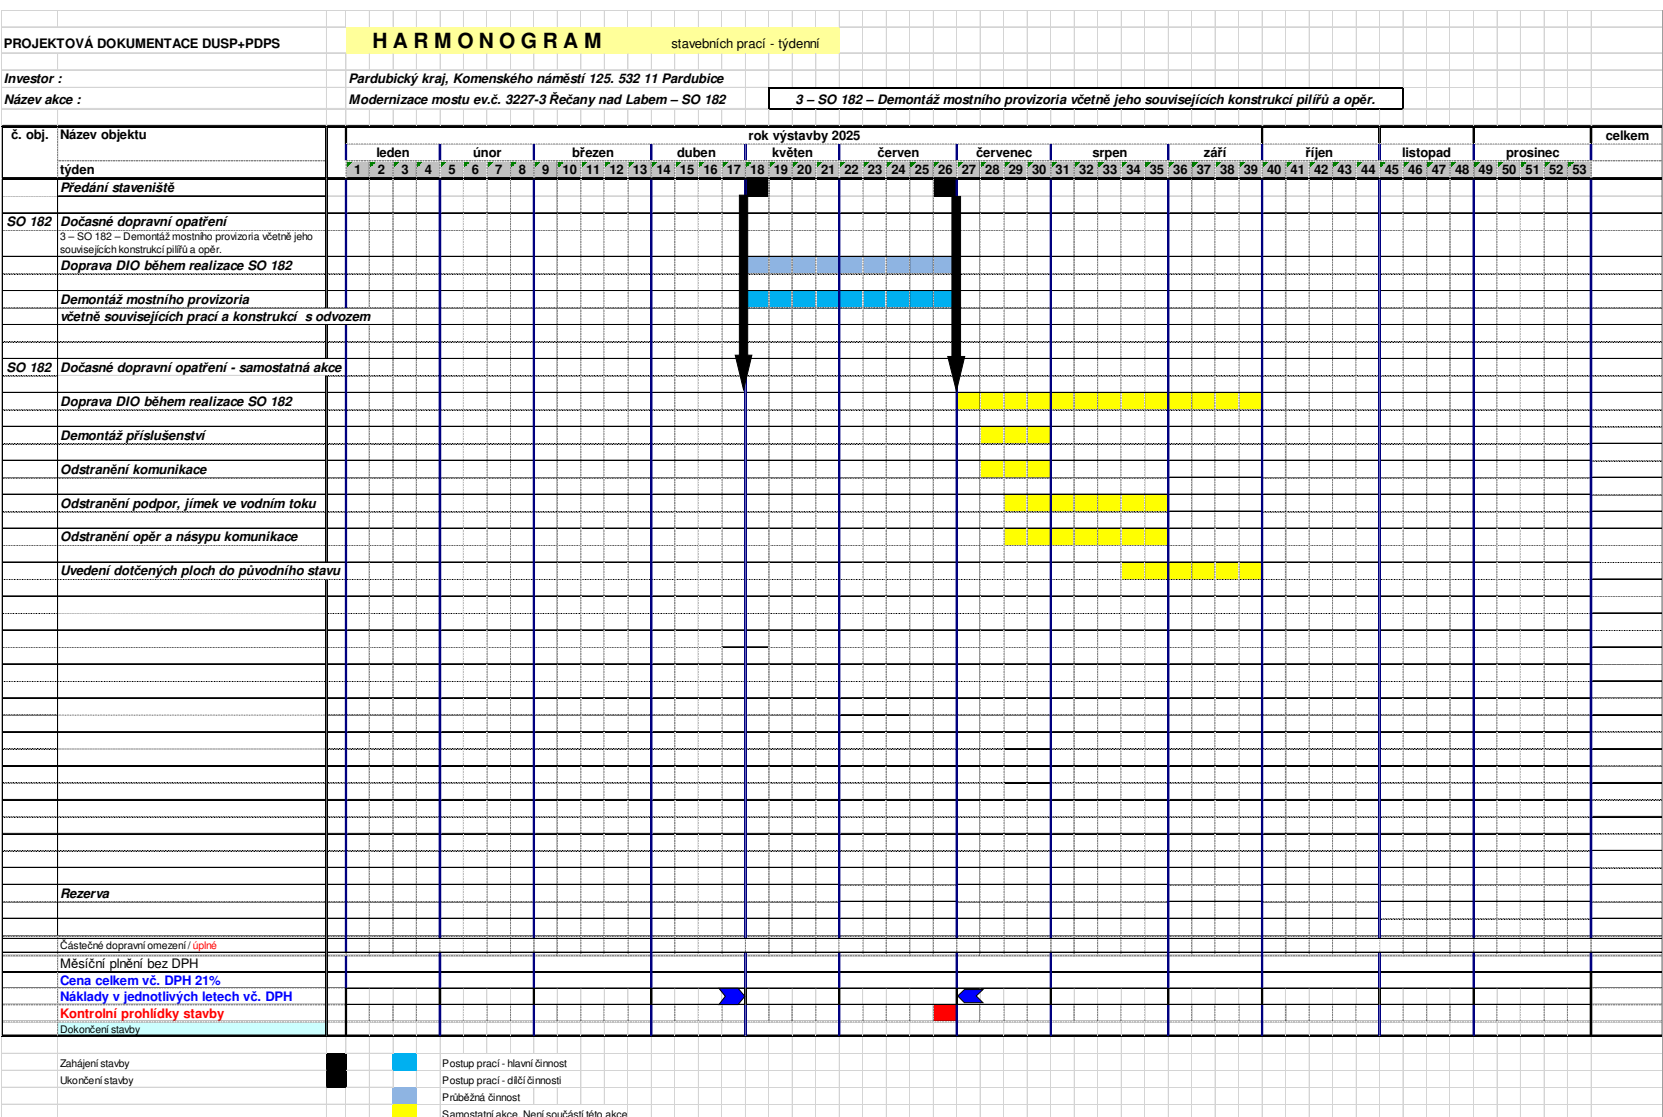 PROJEKTOVÁ DOKUMENTACE DUSP+PDPS
HARMONOGRAM stavebních prací - týdenní
Investor : Pardubický kraj, Komenského náměstí 125. 532 11 Pardubice
Název akce : Modernizace mostu ev.č. 3227-3 Řečany nad Labem – SO 182 3 – SO 182 – Demontáž mostního provizoria včetně jeho souvisejících konstrukcí pilířů a opěr.
č. obj. Název objektu rok výstavby 2025 celkem
leden únor březen duben květen červen červenec srpen září říjen listopad prosinec
týden 1 2 3 4 5 6 7 8 9 10 11 12 13 14 15 16 17 18 19 20 21 22 23 24 25 26 27 28 29 30 31 32 33 34 35 36 37 38 39 40 41 42 43 44 45 46 47 48 49 50 51 52 53
Předání staveniště
SO 182 Dočasné dopravní opatření
3 – SO 182 – Demontáž mostního provizoria včetně jeho
souvisejících konstrukcí pilířů a opěr.
Doprava DIO během realizace SO 182
Demontáž mostního provizoria
včetně souvisejících prací a konstrukcí s odvozem
SO 182 Dočasné dopravní opatření - samostatná akce
Doprava DIO během realizace SO 182
Demontáž příslušenství
Odstranění komunikace
Odstranění podpor, jímek ve vodním toku
Odstranění opěr a násypu komunikace
Uvedení dotčených ploch do původního stavu
Rezerva
Částečné dopravní omezení / úplné
Měsíční plnění bez DPH
Cena celkem vč. DPH 21%
Náklady v jednotlivých letech vč. DPH
Kontrolní prohlídky stavby
Dokončení stavby
Zahájení stavby Postup prací - hlavní činnost
Ukončení stavby Postup prací - dílčí činnosti
Průběžná činnost
Samostatní akce. Není součástí této akce